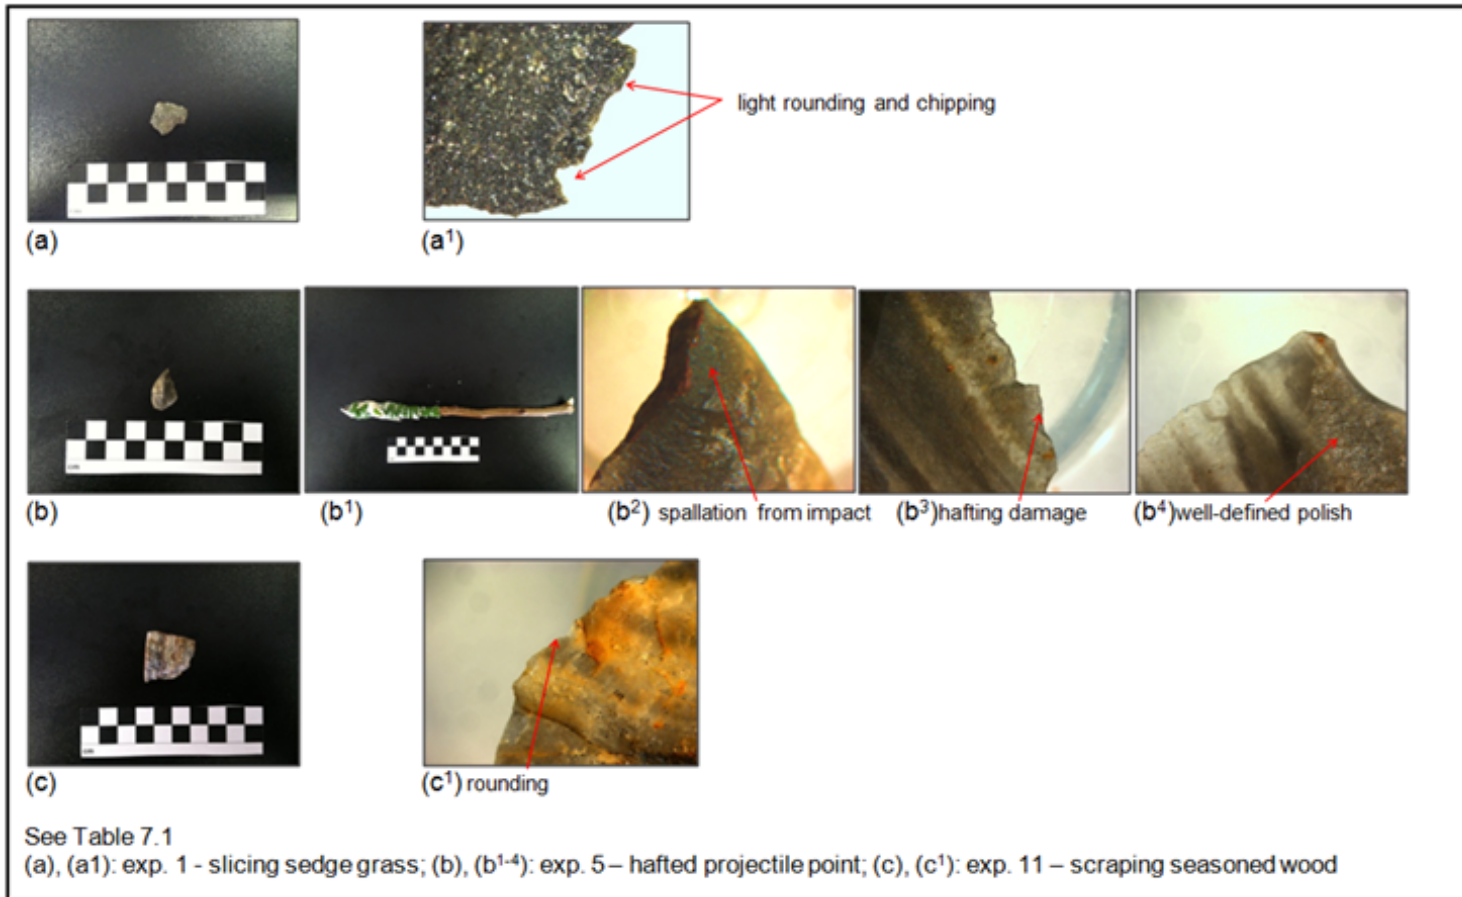 light rounding and chipping
(a)
(a¹)
(b)
(b¹)
(b²) spallation from impact
(b³)hafting damage
(b⁴)well-defined polish
(c)
(c¹) rounding
See Table 7.1
(a), (a1): exp. 1 - slicing sedge grass; (b), (b¹⁻⁴): exp. 5 – hafted projectile point; (c), (c¹): exp. 11 – scraping seasoned wood